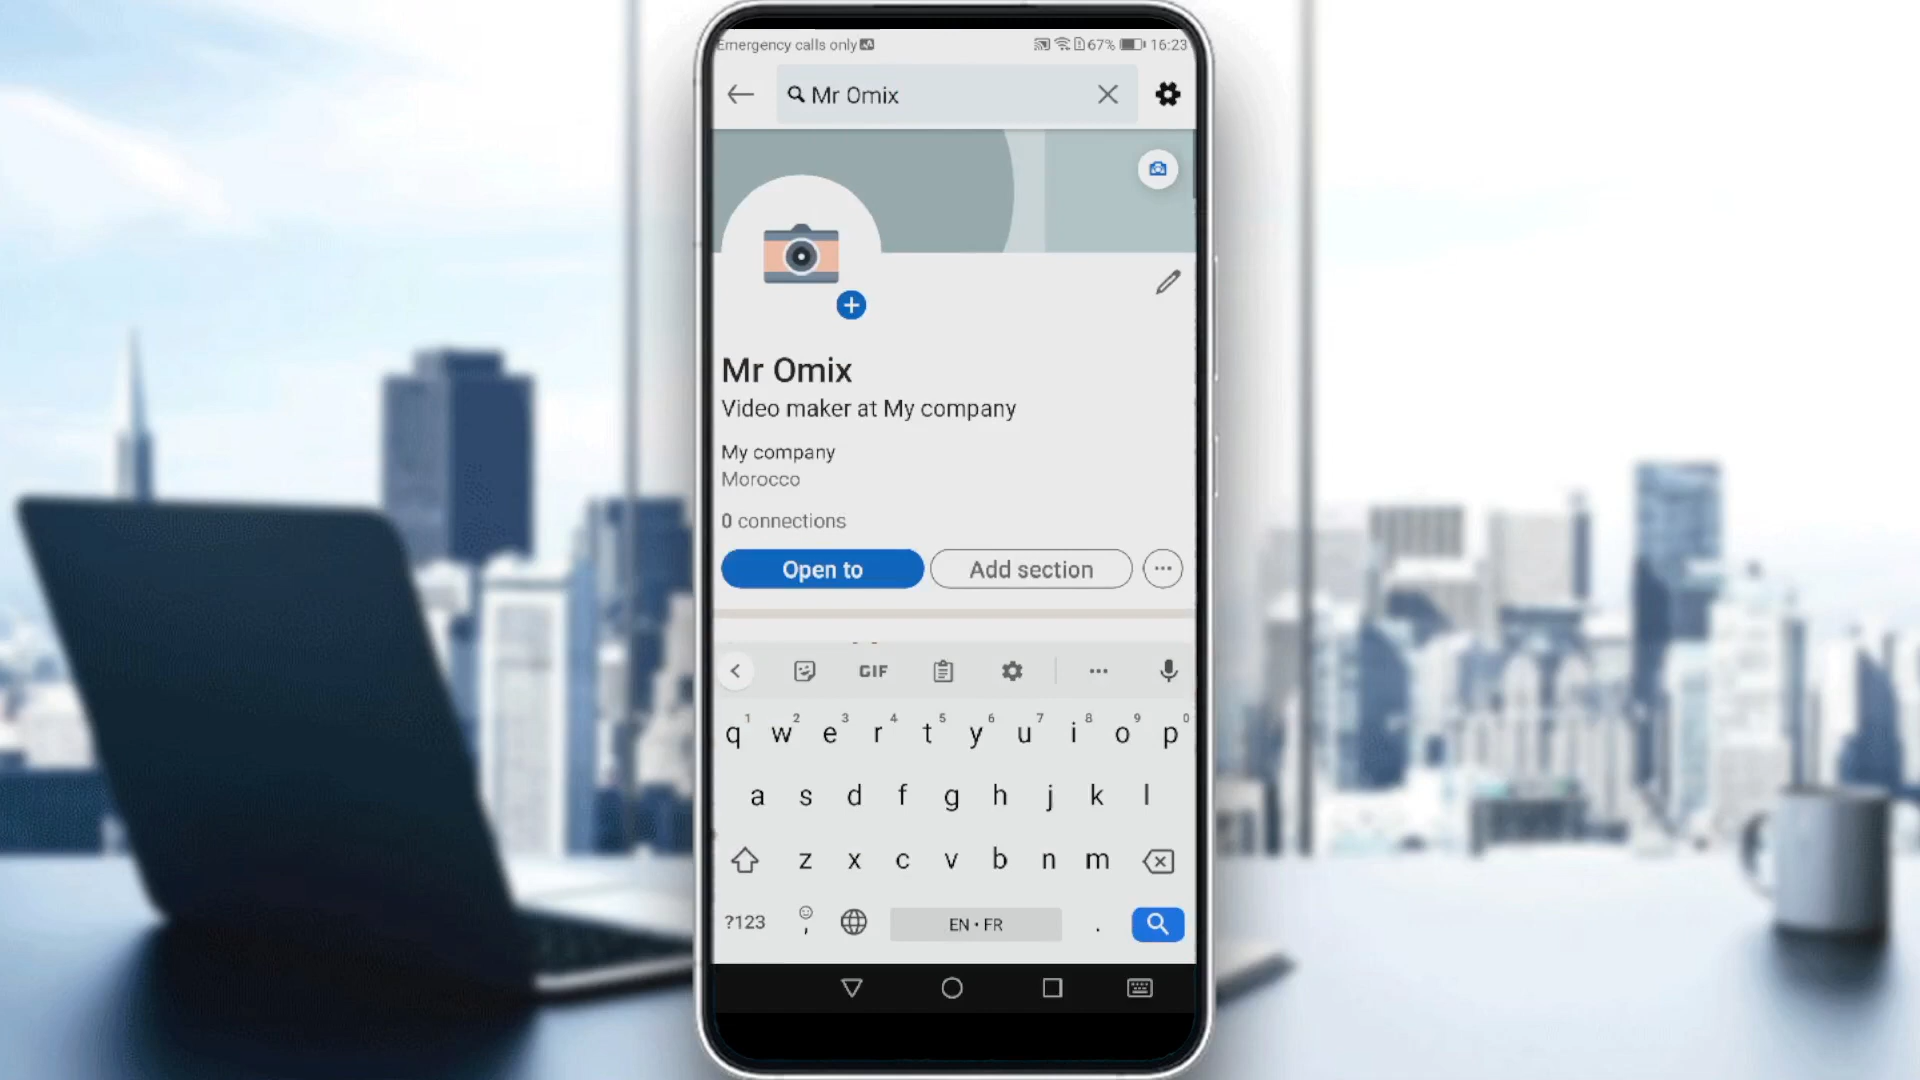 Emergency calls only 67% 16:23
Mr Omix
Mr Omix
Video maker at My company
My company
Morocco
0 connections
Open to Add section
GIF
1 2 3 4 5 6 7 8 9 0
q w e r t y u i o p
a s d f g h j k l
z x c v b n m
?123 , EN • FR .